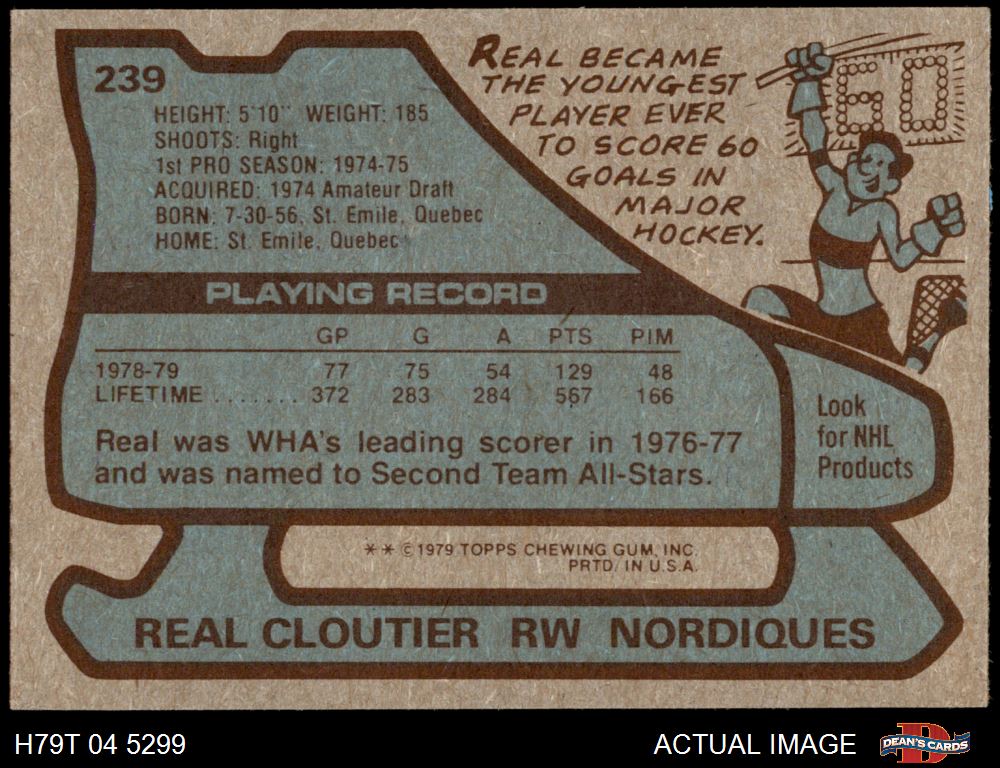 239
HEIGHT: 5'10" WEIGHT: 185
SHOOTS: Right
1st PRO SEASON: 1974-75
ACQUIRED: 1974 Amateur Draft
BORN: 7-30-56, St. Emile, Quebec
HOME: St. Emile, Quebec
REAL BECAME
THE YOUNGEST
PLAYER EVER
TO SCORE 60
GOALS IN
MAJOR
HOCKEY.
60
PLAYING RECORD
GP G A PTS PIM
1978-79 77 75 54 129 48
LIFETIME ....... 372 283 284 567 166
Real was WHA's leading scorer in 1976-77
and was named to Second Team All-Stars.
Look
for NHL
Products
** ©1979 TOPPS CHEWING GUM, INC.
PRTD. IN U.S.A.
REAL CLOUTIER RW NORDIQUES
H79T 04 5299
ACTUAL IMAGE
D
DEAN'S CARDS